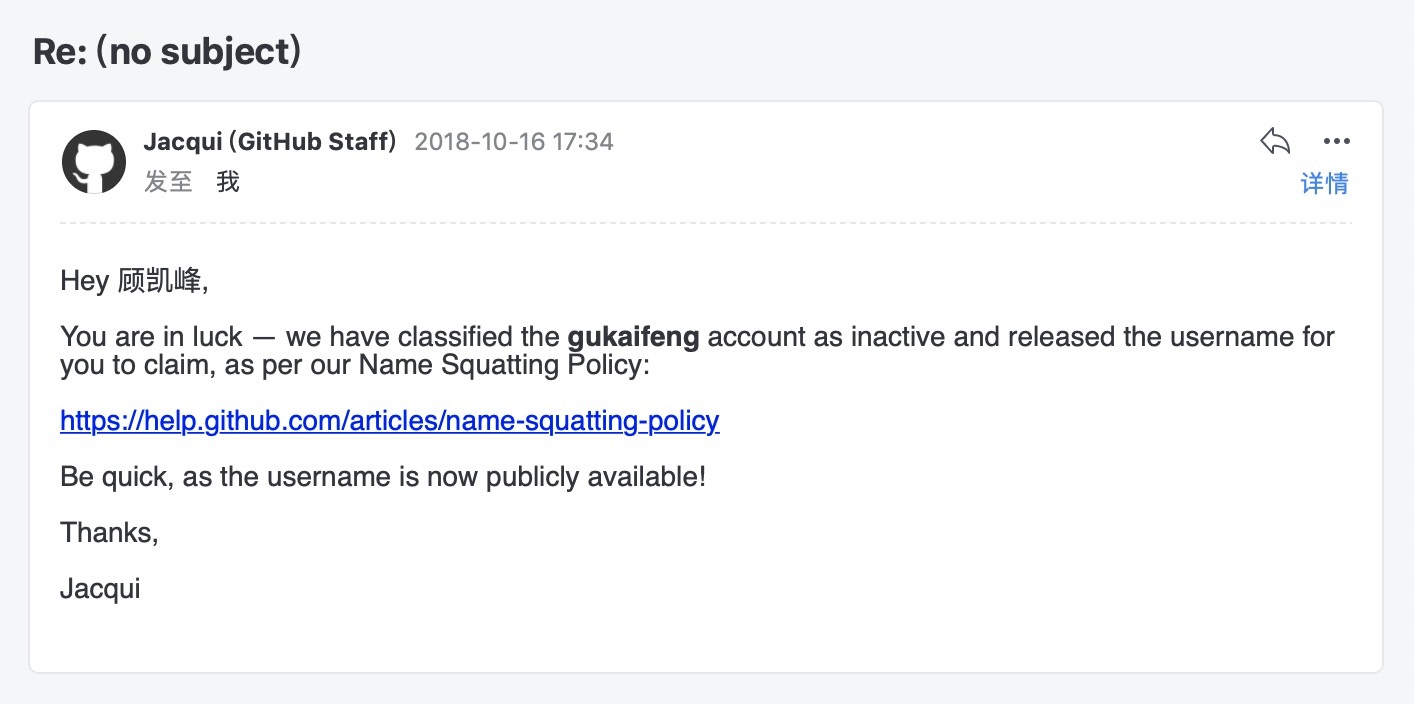 Re: (no subject)
Jacqui (GitHub Staff) 2018-10-16 17:34
发至 我
详情
Hey 顾凯峰,
You are in luck — we have classified the gukaifeng account as inactive and released the username for
you to claim, as per our Name Squatting Policy:
https://help.github.com/articles/name-squatting-policy
Be quick, as the username is now publicly available!
Thanks,
Jacqui